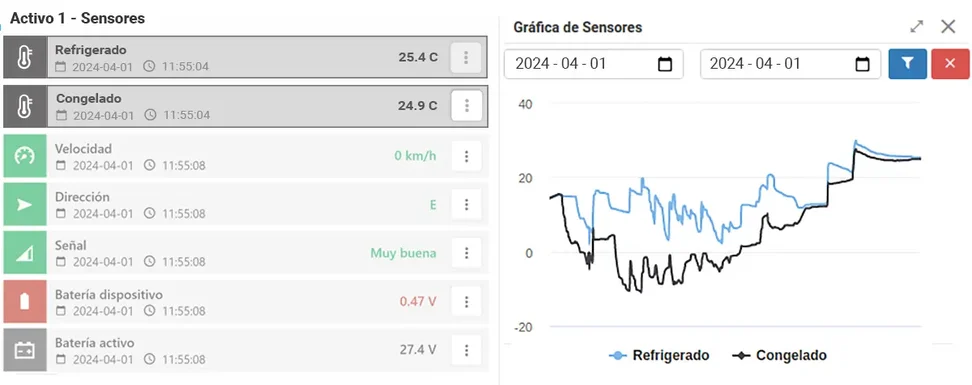 Activo 1 - Sensores
Refrigerado
2024-04-01 11:55:04
25.4 C
Congelado
2024-04-01 11:55:04
24.9 C
Velocidad
2024-04-01 11:55:08
0 km/h
Dirección
2024-04-01 11:55:08
E
Señal
2024-04-01 11:55:08
Muy buena
Batería dispositivo
2024-04-01 11:55:08
0.47 V
Batería activo
2024-04-01 11:55:08
27.4 V
Gráfica de Sensores
2024 - 04 - 01 2024 - 04 - 01
40
20
0
-20
Refrigerado Congelado